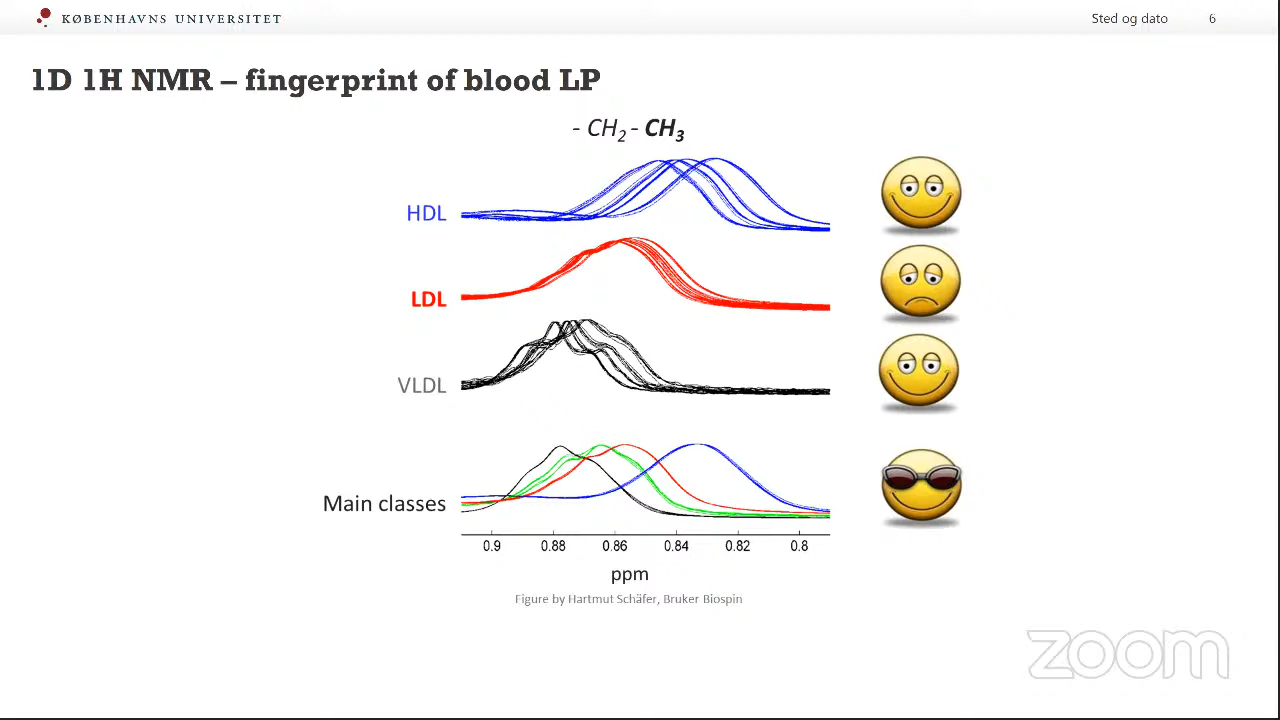 KØBENHAVNS UNIVERSITET
Sted og dato 6
1D 1H NMR – fingerprint of blood LP
- CH₂ - CH₃
HDL
LDL
VLDL
Main classes
0.9 0.88 0.86 0.84 0.82 0.8
ppm
Figure by Hartmut Schäfer, Bruker Biospin
zoom